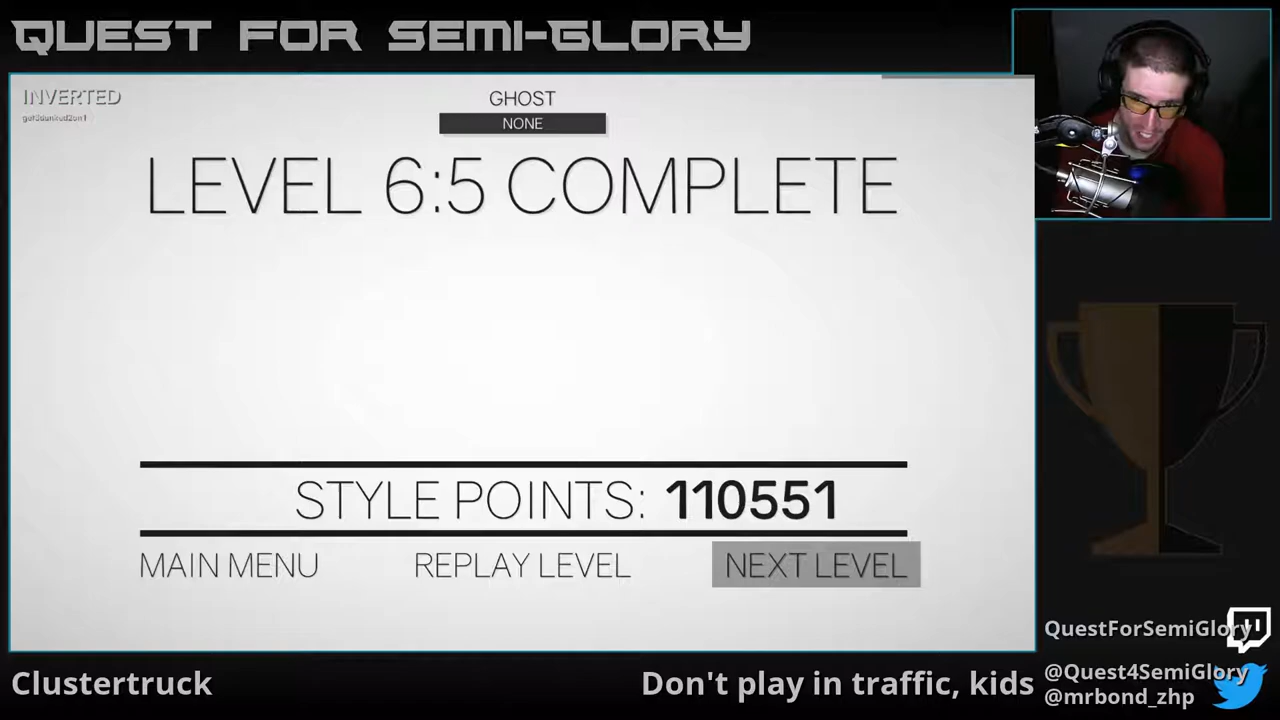 QUEST FOR SEMI-GLORY
INVERTED
GHOST
NONE
LEVEL 6:5 COMPLETE
STYLE POINTS: 110551
MAIN MENU
REPLAY LEVEL
NEXT LEVEL
QuestForSemiGlory
@Quest4SemiGlory
@mrbond_zhp
Clustertruck
Don't play in traffic, kids